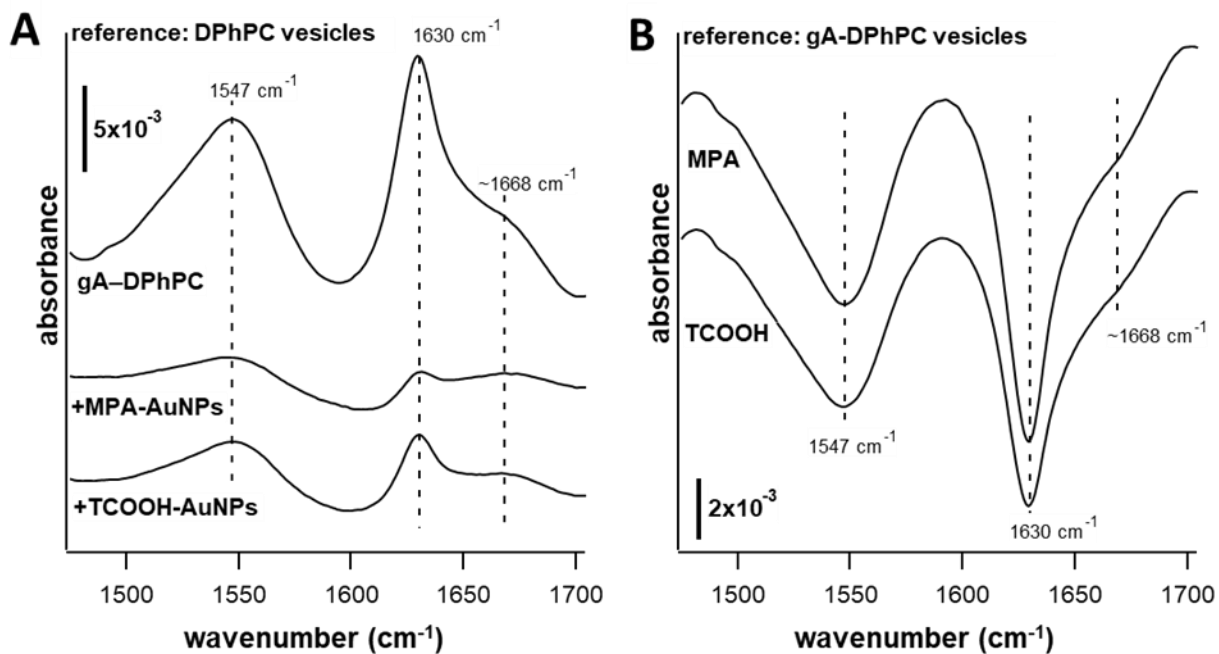 A
reference: DPhPC vesicles
1630 cm⁻¹
1547 cm⁻¹
5x10⁻³
~1668 cm⁻¹
gA–DPhPC
+MPA-AuNPs
+TCOOH-AuNPs
absorbance
1500 1550 1600 1650 1700
wavenumber (cm⁻¹)
B
reference: gA-DPhPC vesicles
MPA
TCOOH
~1668 cm⁻¹
1547 cm⁻¹
2x10⁻³
1630 cm⁻¹
absorbance
1500 1550 1600 1650 1700
wavenumber (cm⁻¹)